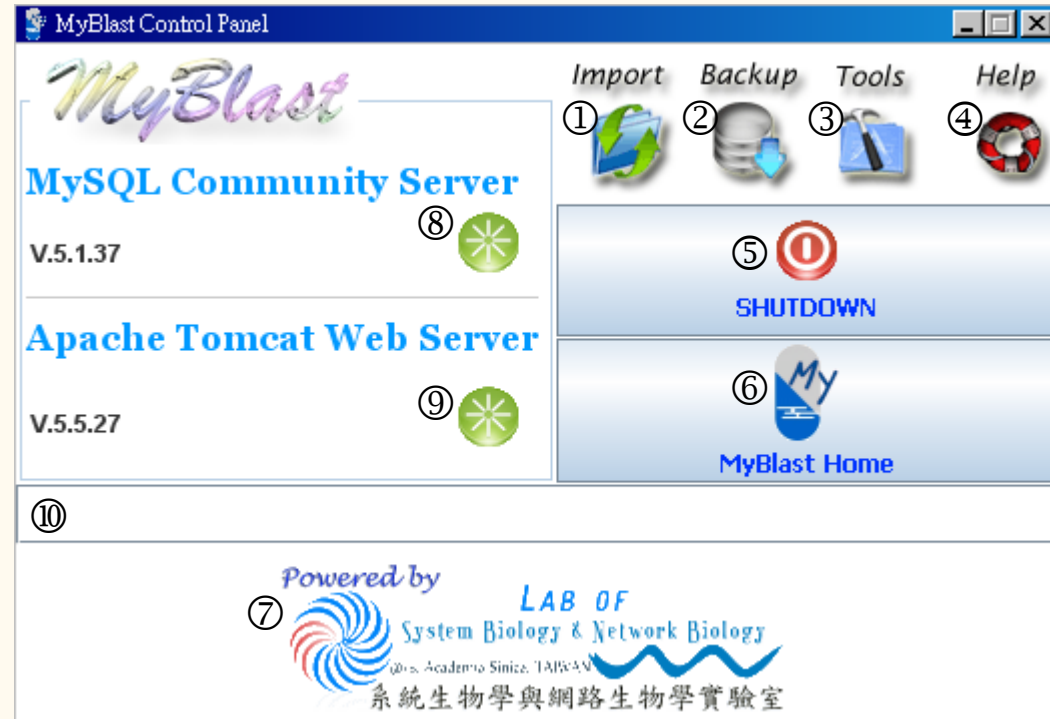 MyBlast Control Panel
MyBlast
Import Backup Tools Help
① ② ③ ④
MySQL Community Server
⑧
V.5.1.37
Apache Tomcat Web Server
⑨
V.5.5.27
⑤
SHUTDOWN
⑥ My
MyBlast Home
⑩
Powered by
⑦
LAB OF
System Biology & Network Biology
Academia Sinica, TAIWAN
系統生物學與網路生物學實驗室